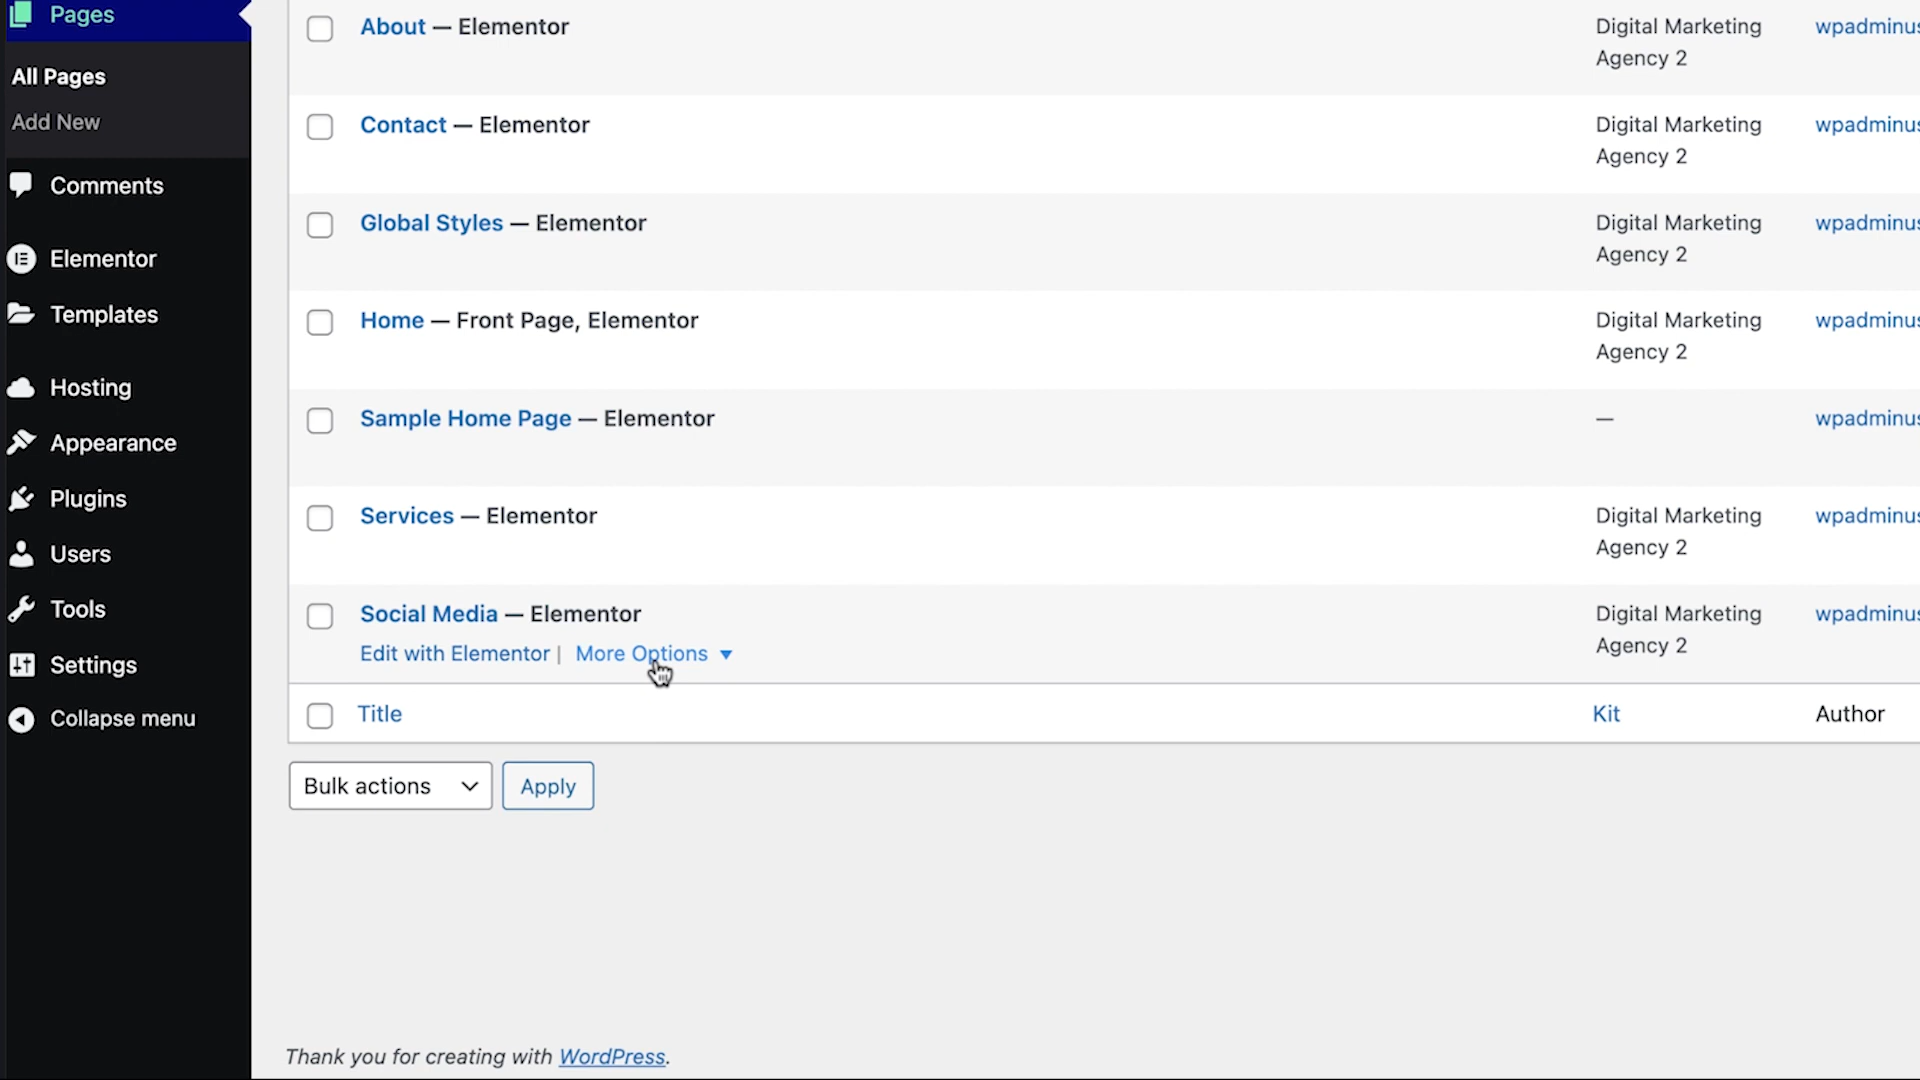 Pages
All Pages
Add New
Comments
Elementor
Templates
Hosting
Appearance
Plugins
Users
Tools
Settings
Collapse menu
About — Elementor
Digital Marketing
Agency 2
wpadminus
Contact — Elementor
Digital Marketing
Agency 2
wpadminus
Global Styles — Elementor
Digital Marketing
Agency 2
wpadminus
Home — Front Page, Elementor
Digital Marketing
Agency 2
wpadminus
Sample Home Page — Elementor
—
wpadminus
Services — Elementor
Digital Marketing
Agency 2
wpadminus
Social Media — Elementor
Edit with Elementor | More Options ▼
Digital Marketing
Agency 2
wpadminus
Title
Kit
Author
Bulk actions
Apply
Thank you for creating with WordPress.